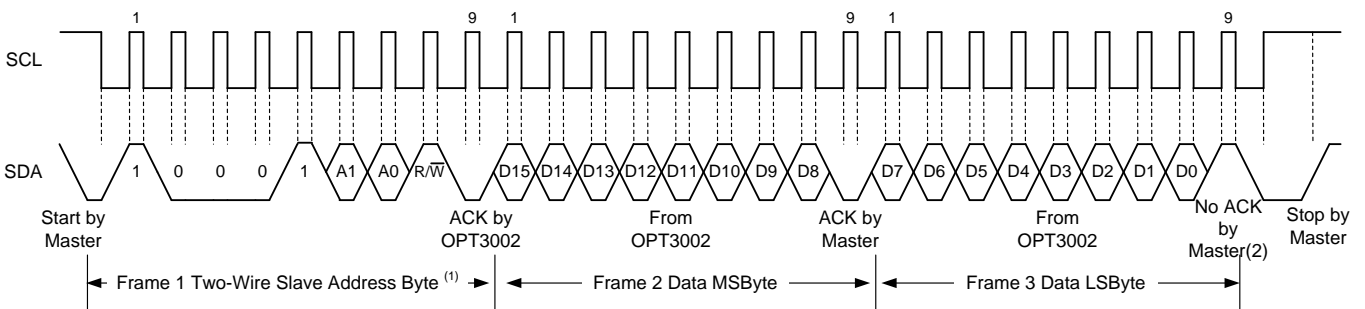 1 9 1 9 1 9
SCL
SDA
1 0 0 0 1 A1 A0 R/W̅ D15 D14 D13 D12 D11 D10 D9 D8 D7 D6 D5 D4 D3 D2 D1 D0
Start by
Master
ACK by
OPT3002
From
OPT3002
ACK by
Master
From
OPT3002
No ACK
by
Master(2)
Stop by
Master
Frame 1 Two-Wire Slave Address Byte (1)
Frame 2 Data MSByte
Frame 3 Data LSByte